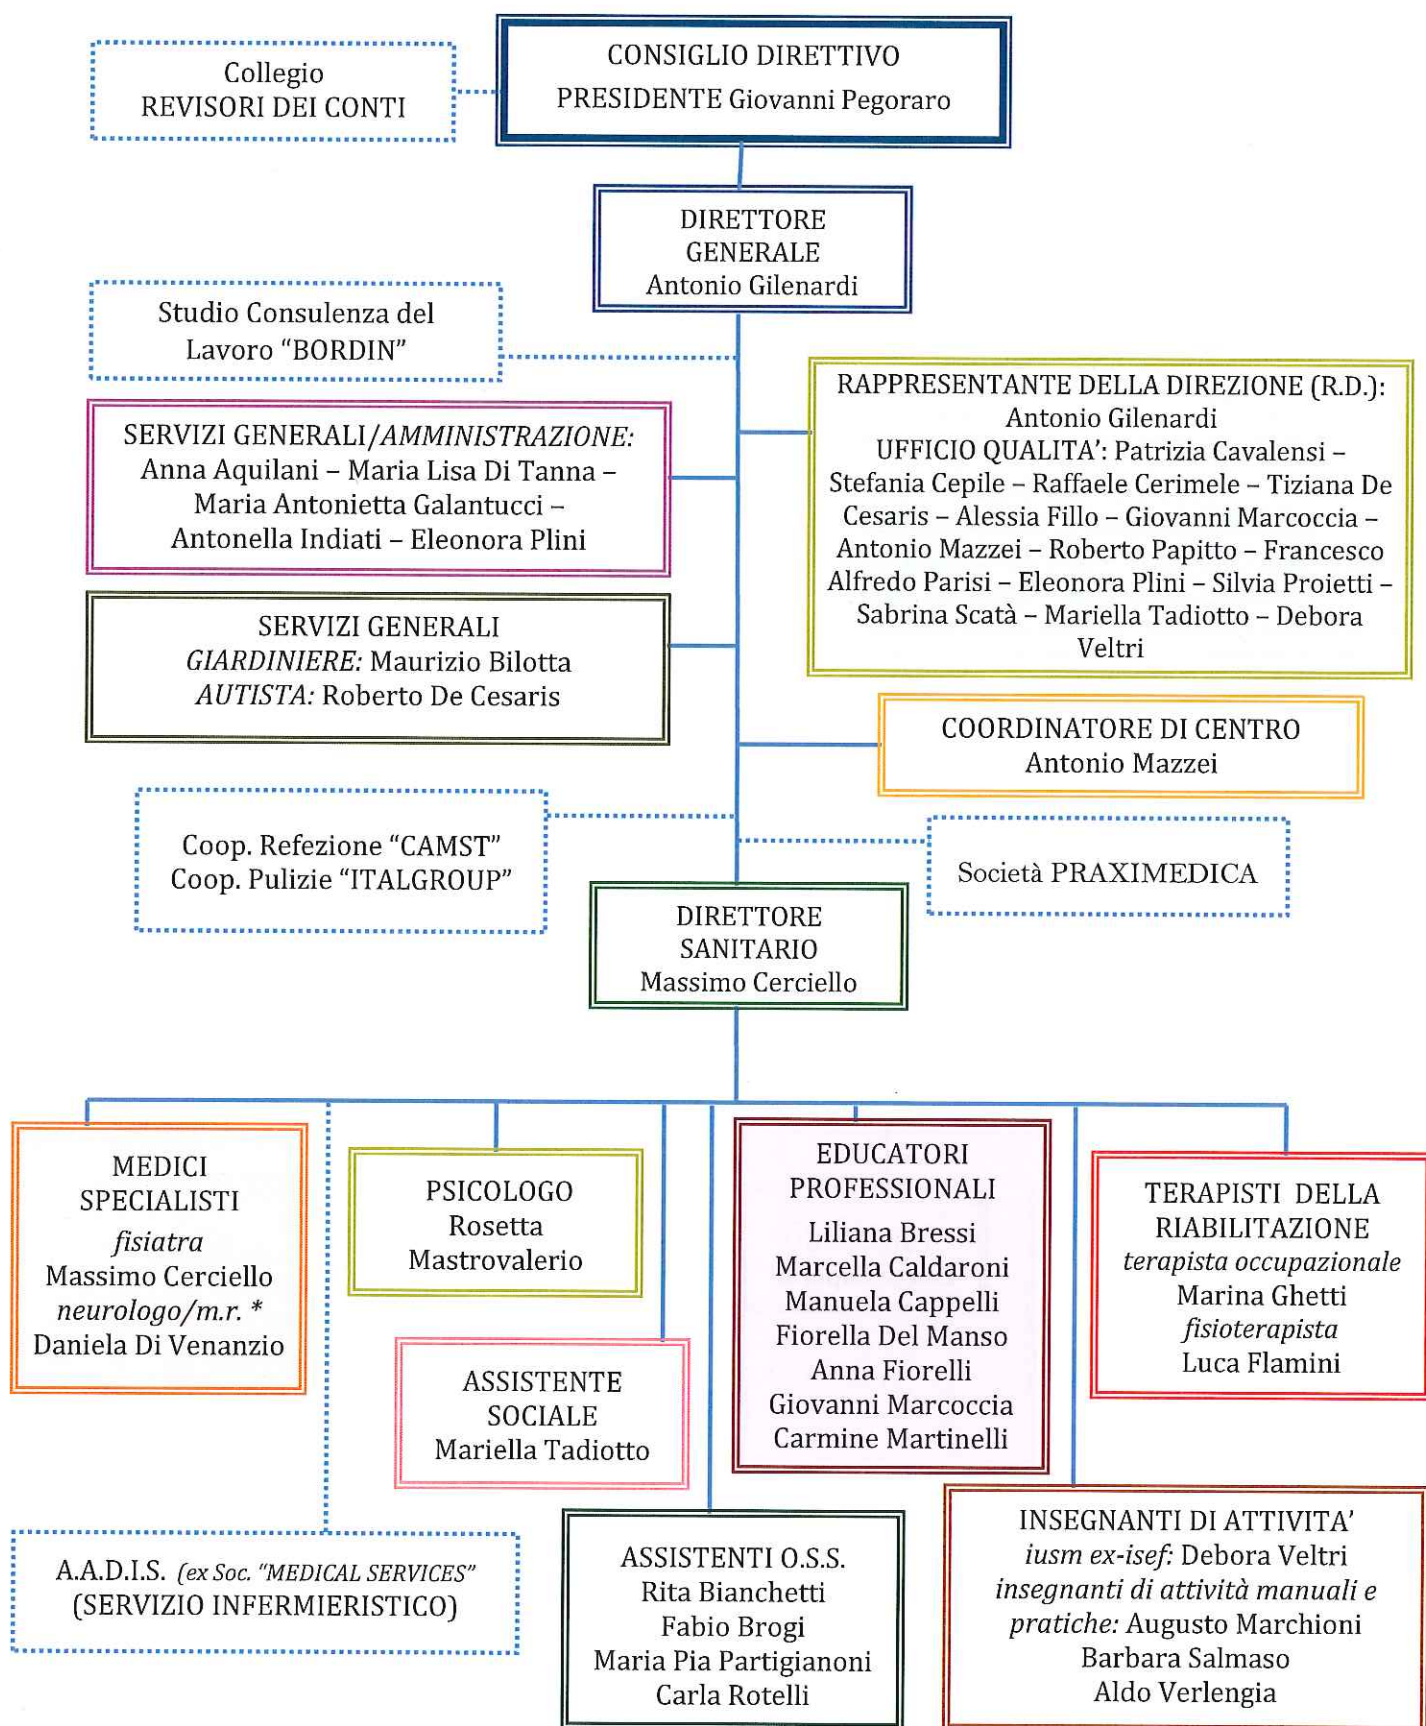 Collegio
REVISORI DEI CONTI
CONSIGLIO DIRETTIVO
PRESIDENTE Giovanni Pegoraro
DIRETTORE
GENERALE
Antonio Gilenardi
Studio Consulenza del
Lavoro “BORDIN”
RAPPRESENTANTE DELLA DIREZIONE (R.D.):
Antonio Gilenardi
UFFICIO QUALITA’: Patrizia Cavalensi –
Stefania Cepile – Raffaele Cerimele – Tiziana De
Cesaris – Alessia Fillo – Giovanni Marcoccia –
Antonio Mazzei – Roberto Papitto – Francesco
Alfredo Parisi – Eleonora Plini – Silvia Proietti –
Sabrina Scatà – Mariella Tadiotto – Debora
Veltri
SERVIZI GENERALI/AMMINISTRAZIONE:
Anna Aquilani – Maria Lisa Di Tanna –
Maria Antonietta Galantucci –
Antonella Indiati – Eleonora Plini
SERVIZI GENERALI
GIARDINIERE: Maurizio Bilotta
AUTISTA: Roberto De Cesaris
COORDINATORE DI CENTRO
Antonio Mazzei
Coop. Refezione “CAMST”
Coop. Pulizie “ITALGROUP”
Società PRAXIMEDICA
DIRETTORE
SANITARIO
Massimo Cerciello
MEDICI
SPECIALISTI
fisiatra
Massimo Cerciello
neurologo/m.r. *
Daniela Di Venanzio
PSICOLOGO
Rosetta
Mastrovalerio
ASSISTENTE
SOCIALE
Mariella Tadiotto
EDUCATORI
PROFESSIONALI
Liliana Bressi
Marcella Caldaroni
Manuela Cappelli
Fiorella Del Manso
Anna Fiorelli
Giovanni Marcoccia
Carmine Martinelli
TERAPISTI DELLA
RIABILITAZIONE
terapista occupazionale
Marina Ghetti
fisioterapista
Luca Flamini
A.A.D.I.S. (ex Soc. “MEDICAL SERVICES”
(SERVIZIO INFERMIERISTICO)
ASSISTENTI O.S.S.
Rita Bianchetti
Fabio Brogi
Maria Pia Partigianoni
Carla Rotelli
INSEGNANTI DI ATTIVITA’
iusm ex-isef: Debora Veltri
insegnanti di attività manuali e
pratiche: Augusto Marchioni
Barbara Salmaso
Aldo Verlengia